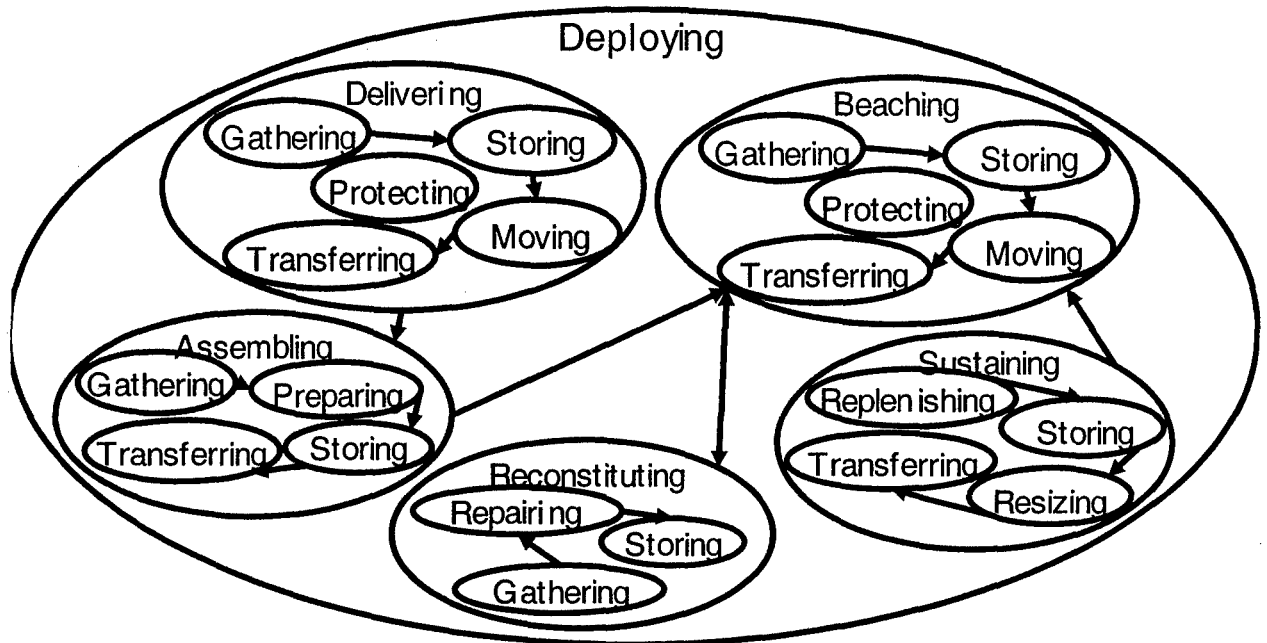 Deploying
Delivering
Gathering
Storing
Protecting
Moving
Transferring
Beaching
Gathering
Storing
Protecting
Moving
Transferring
Assembling
Gathering
Preparing
Transferring
Storing
Reconstituting
Repairing
Storing
Gathering
Sustaining
Replenishing
Storing
Transferring
Resizing